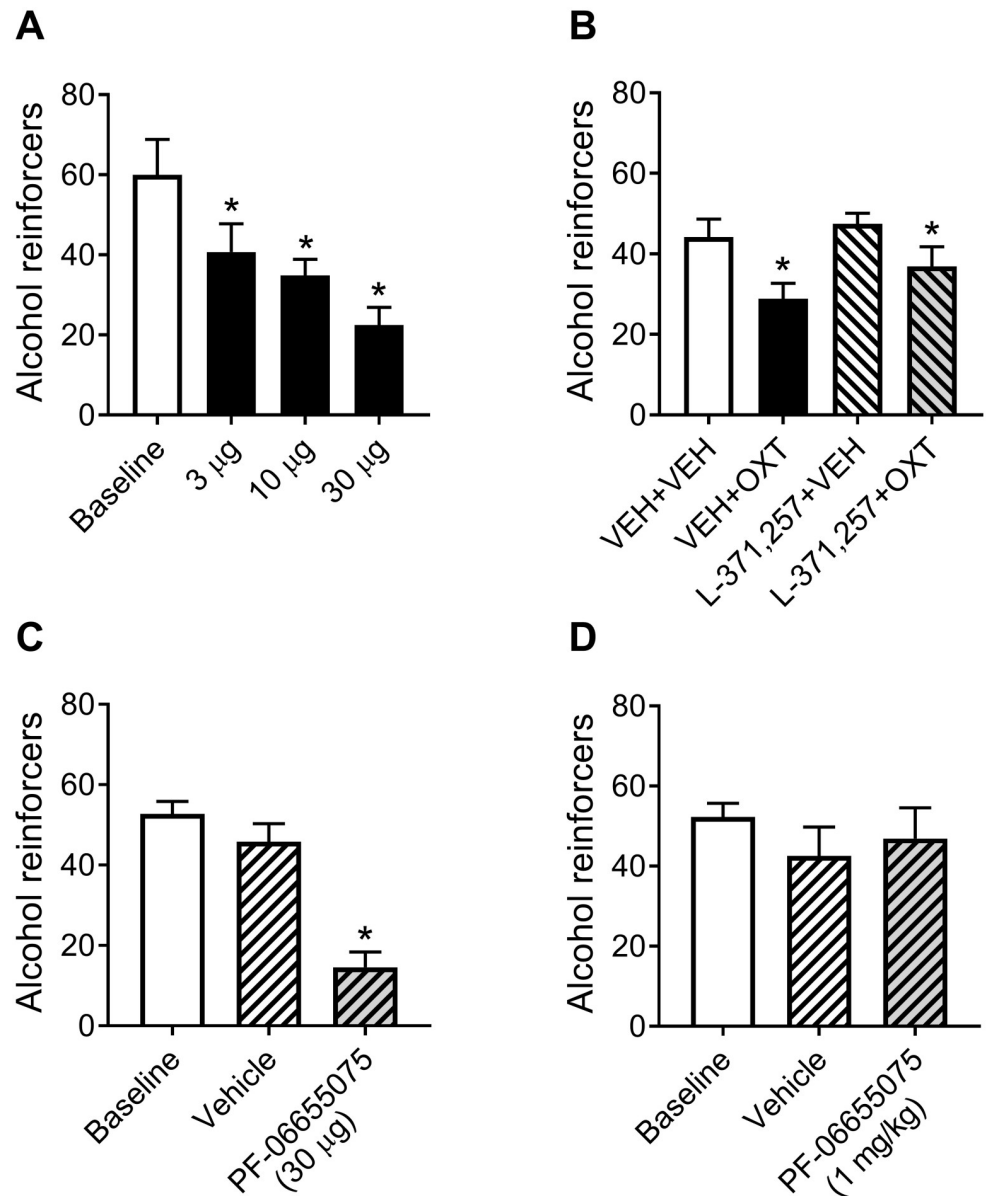 A
Alcohol reinforcers
80
60
40
20
0
*
*
*
Baseline
3 μg
10 μg
30 μg
B
Alcohol reinforcers
80
60
40
20
0
*
*
VEH+VEH
VEH+OXT
L-371,257+VEH
L-371,257+OXT
C
Alcohol reinforcers
80
60
40
20
0
*
Baseline
Vehicle
PF-06655075
(30 μg)
D
Alcohol reinforcers
80
60
40
20
0
Baseline
Vehicle
PF-06655075
(1 mg/kg)